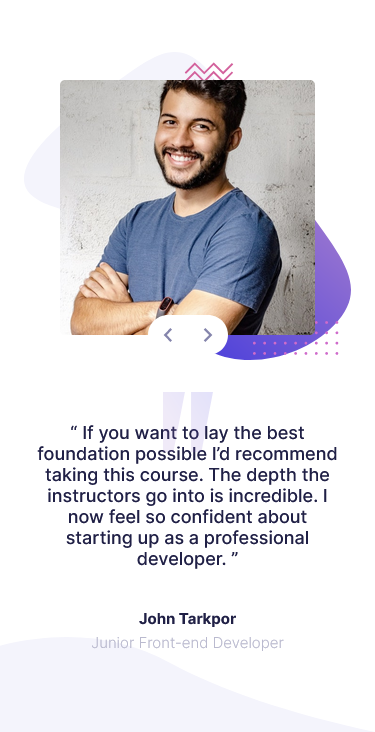 “ If you want to lay the best
foundation possible I’d recommend
taking this course. The depth the
instructors go into is incredible. I
now feel so confident about
starting up as a professional
developer. ”
John Tarkpor
Junior Front-end Developer